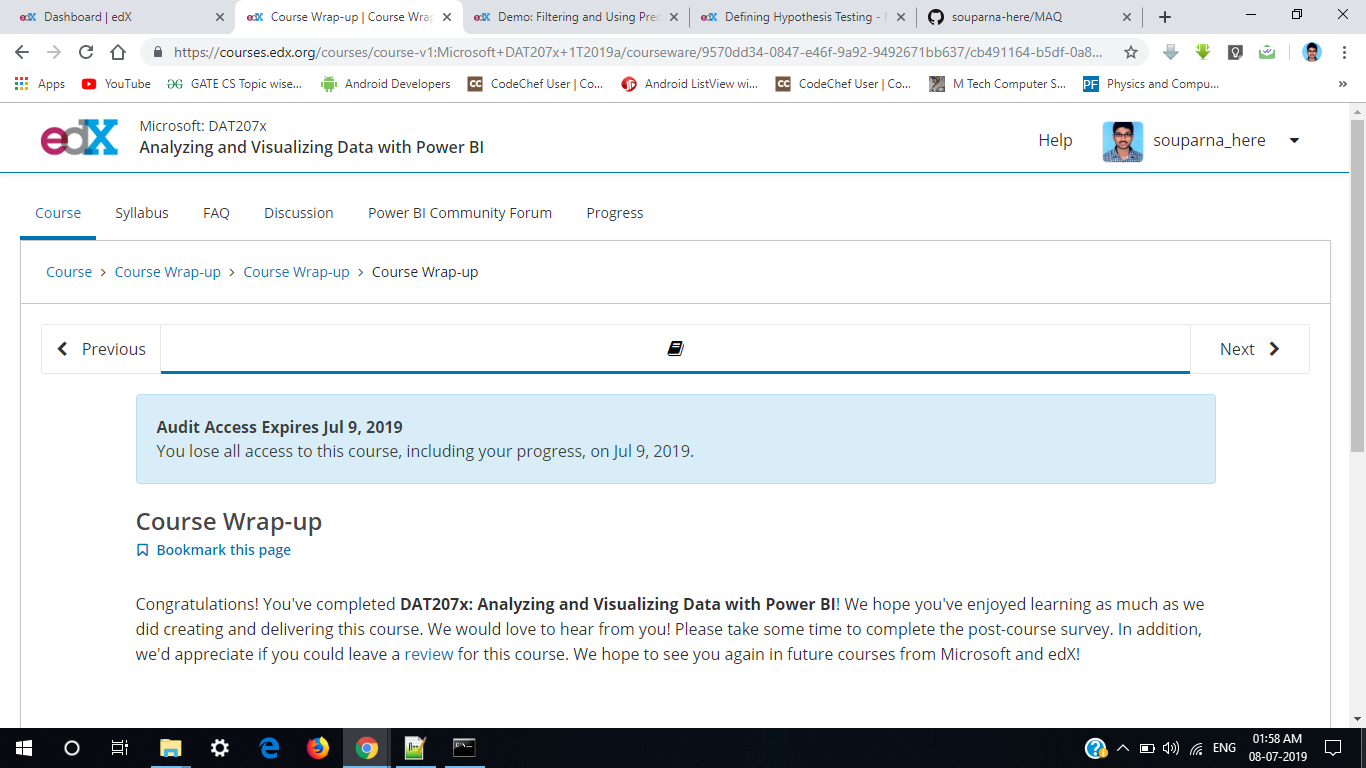 Dashboard | edX
Course Wrap-up | Course Wrap
Demo: Filtering and Using Pred
Defining Hypothesis Testing -
souparna-here/MAQ
https://courses.edx.org/courses/course-v1:Microsoft+DAT207x+1T2019a/courseware/9570dd34-0847-e46f-9a92-9492671bb637/cb491164-b5df-0a8...
Apps YouTube GATE CS Topic wise... Android Developers CodeChef User | Co... Android ListView wi... CodeChef User | Co... M Tech Computer S... Physics and Compu... »
edX
Microsoft: DAT207x
Analyzing and Visualizing Data with Power BI
Help
souparna_here
Course Syllabus FAQ Discussion Power BI Community Forum Progress
Course > Course Wrap-up > Course Wrap-up > Course Wrap-up
Previous
Next
Audit Access Expires Jul 9, 2019
You lose all access to this course, including your progress, on Jul 9, 2019.
Course Wrap-up
Bookmark this page
Congratulations! You've completed DAT207x: Analyzing and Visualizing Data with Power BI! We hope you've enjoyed learning as much as we
did creating and delivering this course. We would love to hear from you! Please take some time to complete the post-course survey. In addition,
we'd appreciate if you could leave a review for this course. We hope to see you again in future courses from Microsoft and edX!
ENG
01:58 AM
08-07-2019